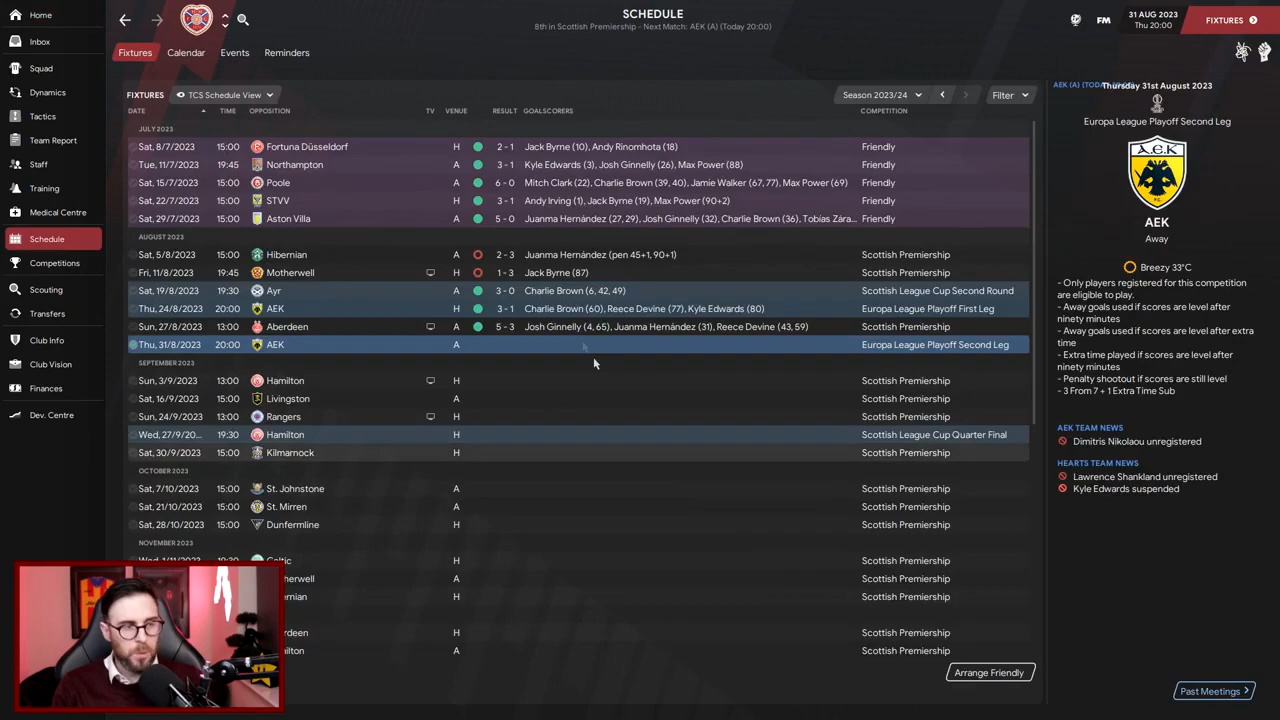 Home
Inbox
Squad
Dynamics
Tactics
Team Report
Staff
Training
Medical Centre
Schedule
Competitions
Scouting
Transfers
Club Info
Club Vision
Finances
Dev. Centre
SCHEDULE
8th in Scottish Premiership - Next Match: AEK (A) (Today 20:00)
FM
31 AUG 2023
Thu 20:00
FIXTURES
Fixtures Calendar Events Reminders
FIXTURES TCS Schedule View Season 2023/24 Filter
DATE TIME OPPOSITION TV VENUE RESULT GOALSCORERS COMPETITION
JULY 2023
Sat, 8/7/2023 15:00 Fortuna Düsseldorf H 2 - 1 Jack Byrne (10), Andy Rinomhota (18) Friendly
Tue, 11/7/2023 19:45 Northampton A 3 - 1 Kyle Edwards (3), Josh Ginnelly (26), Max Power (88) Friendly
Sat, 15/7/2023 15:00 Poole A 6 - 0 Mitch Clark (22), Charlie Brown (39, 40), Jamie Walker (67, 77), Max Power (69) Friendly
Sat, 22/7/2023 15:00 STVV A 3 - 1 Andy Irving (1), Jack Byrne (19), Max Power (90+2) Friendly
Sat, 29/7/2023 15:00 Aston Villa A 5 - 0 Juanma Hernández (27, 29), Josh Ginnelly (32), Charlie Brown (36), Tobías Zára... Friendly
AUGUST 2023
Sat, 5/8/2023 15:00 Hibernian A 2 - 3 Juanma Hernández (pen 45+1, 90+1) Scottish Premiership
Fri, 11/8/2023 19:45 Motherwell H 1 - 3 Jack Byrne (87) Scottish Premiership
Sat, 19/8/2023 19:30 Ayr A 3 - 0 Charlie Brown (6, 42, 49) Scottish League Cup Second Round
Thu, 24/8/2023 20:00 AEK H 3 - 1 Charlie Brown (60), Reece Devine (77), Kyle Edwards (80) Europa League Playoff First Leg
Sun, 27/8/2023 13:00 Aberdeen A 5 - 3 Josh Ginnelly (4, 65), Juanma Hernández (31), Reece Devine (43, 59) Scottish Premiership
Thu, 31/8/2023 20:00 AEK A Europa League Playoff Second Leg
SEPTEMBER 2023
Sun, 3/9/2023 13:00 Hamilton H Scottish Premiership
Sat, 16/9/2023 15:00 Livingston A Scottish Premiership
Sun, 24/9/2023 13:00 Rangers H Scottish Premiership
Wed, 27/9/20... 19:30 Hamilton H Scottish League Cup Quarter Final
Sat, 30/9/2023 15:00 Kilmarnock H Scottish Premiership
OCTOBER 2023
Sat, 7/10/2023 15:00 St. Johnstone A Scottish Premiership
Sat, 21/10/2023 15:00 St. Mirren A Scottish Premiership
Sat, 28/10/2023 15:00 Dunfermline H Scottish Premiership
NOVEMBER 2023
H Scottish Premiership
A Scottish Premiership
H Scottish Premiership
H Scottish Premiership
A Scottish Premiership
Arrange Friendly
Thursday 31st August 2023
Europa League Playoff Second Leg
A.E.K
AEK
Away
Breezy 33°C
- Only players registered for this competition
are eligible to play.
- Away goals used if scores are level after
ninety minutes
- Away goals used if scores are level after extra
time
- Extra time played if scores are level after
ninety minutes
- Penalty shootout if scores are still level
- 3 From 7 + 1 Extra Time Sub
AEK TEAM NEWS
Dimitris Nikolaou unregistered
HEARTS TEAM NEWS
Lawrence Shankland unregistered
Kyle Edwards suspended
Past Meetings